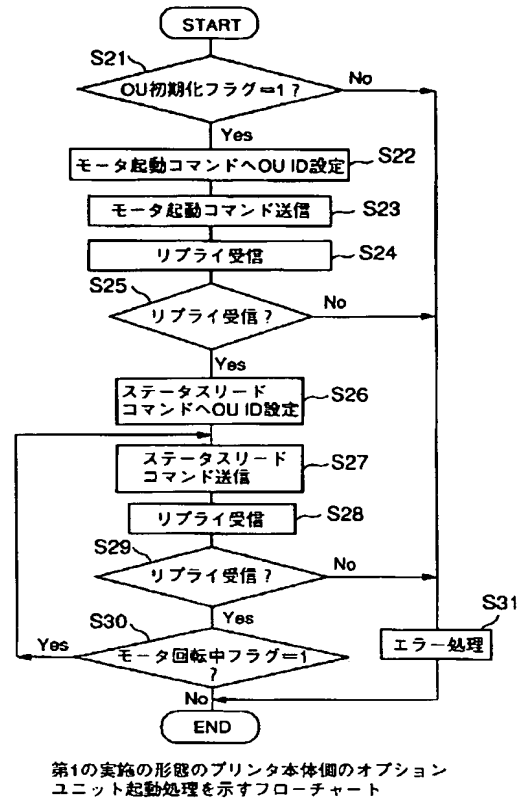 START
S21
OU初期化フラグ=1?
No
Yes
モータ起動コマンドへOU ID設定
S22
モータ起動コマンド送信
S23
リプライ受信
S24
S25
リプライ受信?
No
Yes
ステータスリード
コマンドへOU ID設定
S26
ステータスリード
コマンド送信
S27
リプライ受信
S28
S29
リプライ受信?
No
Yes
S30
モータ回転中フラグ=1
?
Yes
No
S31
エラー処理
END
第1の実施の形態のプリンタ本体側のオプション
ユニット起動処理を示すフローチャート